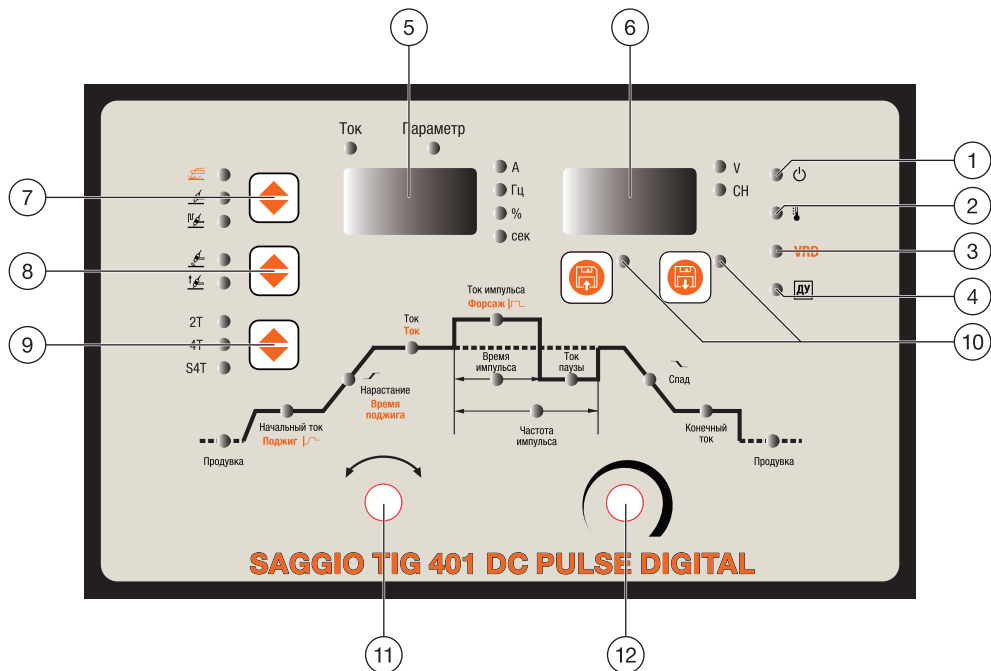 5
6
Ток
Параметр
A
Гц
%
сек
V
CH
1
2
VRD
3
ДУ
4
7
8
2T
4T
9
S4T
10
Ток импульса
Форсаж
Ток
Ток
Время
импульса
Ток
паузы
Нарастание
Время
поджига
Спад
Начальный ток
Поджиг
Частота
импульса
Конечный
ток
Продувка
Продувка
SAGGIO TIG 401 DC PULSE DIGITAL
11
12